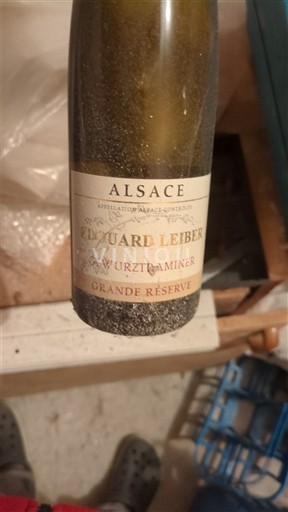 ALSACE
APPELLATION ALSACE CONTRÔLÉE
EDOUARD LEIBER
GEWURZTRAMINER
GRANDE RÉSERVE